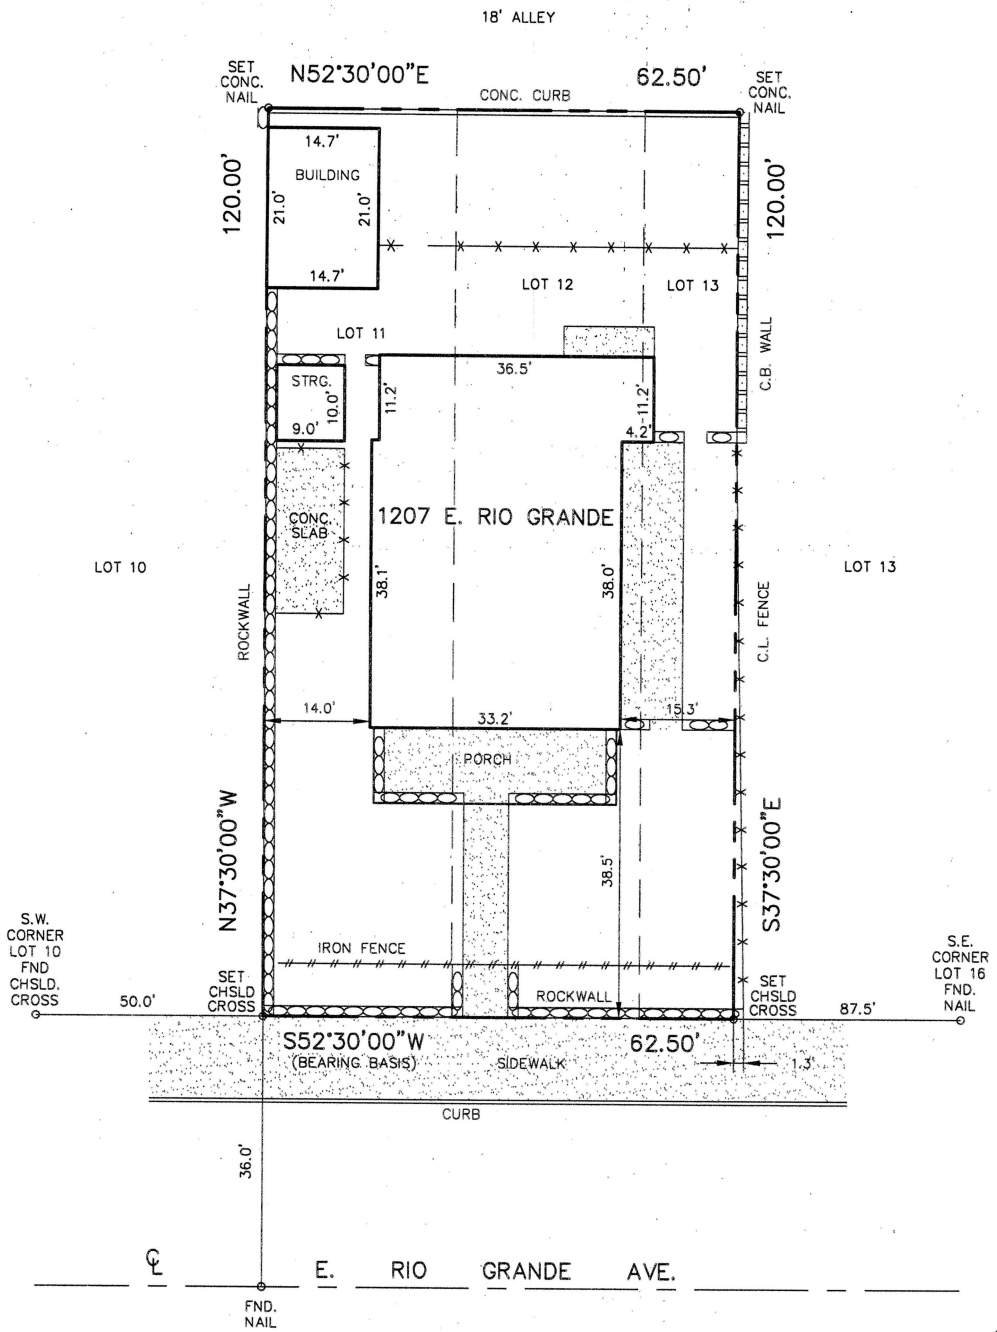 18' ALLEY
SET
CONC.
NAIL
N52°30'00"E
62.50'
SET
CONC.
NAIL
CONC. CURB
14.7'
BUILDING
120.00'
21.0'
21.0'
120.00'
14.7'
LOT 12
LOT 13
LOT 11
C.B. WALL
36.5'
STRG.
10.0'
9.0'
11.2'
11.2'
4.2'
CONC.
SLAB
1207 E. RIO GRANDE
LOT 10
LOT 13
38.1'
38.0'
ROCKWALL
C.L. FENCE
14.0'
33.2'
15.3'
PORCH
N37°30'00"W
38.5'
S37°30'00"E
S.W.
CORNER
LOT 10
FND
CHSLD.
CROSS
IRON FENCE
S.E.
CORNER
LOT 16
FND.
NAIL
SET
CHSLD
CROSS
ROCKWALL
SET
CHSLD
CROSS
50.0'
87.5'
S52°30'00"W
(BEARING BASIS)
SIDEWALK
62.50'
1.3'
CURB
36.0'
℄ E. RIO GRANDE AVE.
FND.
NAIL